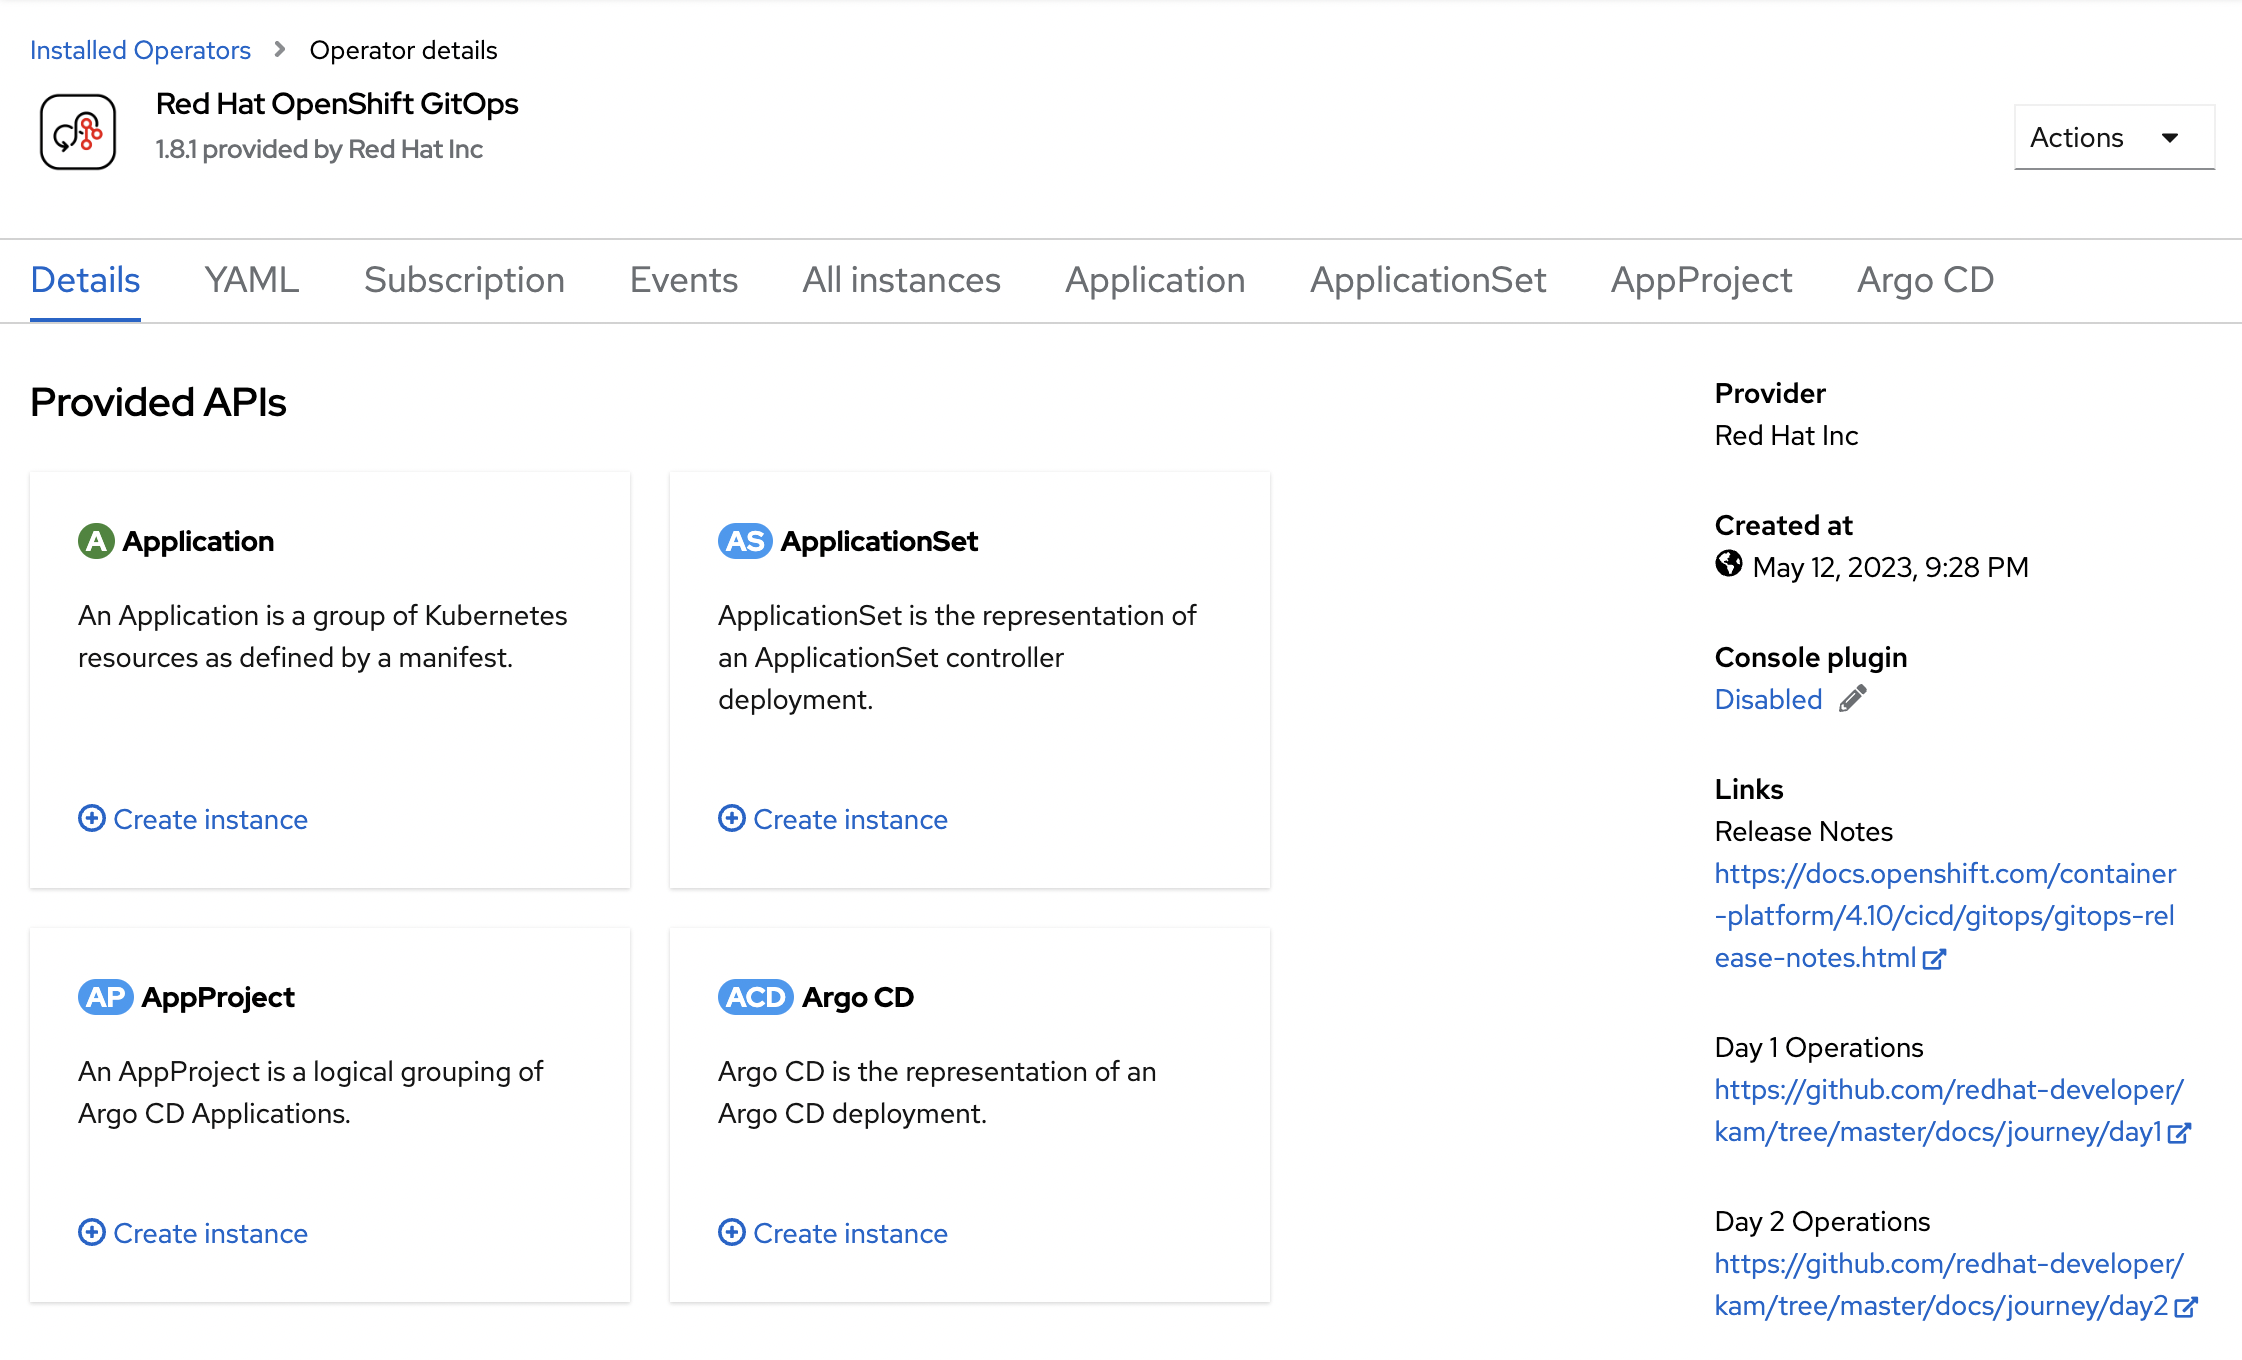 Installed Operators > Operator details
Red Hat OpenShift GitOps
1.8.1 provided by Red Hat Inc
Actions
Details YAML Subscription Events All instances Application ApplicationSet AppProject Argo CD
Provided APIs
A Application
An Application is a group of Kubernetes
resources as defined by a manifest.
Create instance
AS ApplicationSet
ApplicationSet is the representation of
an ApplicationSet controller
deployment.
Create instance
AP AppProject
An AppProject is a logical grouping of
Argo CD Applications.
Create instance
ACD Argo CD
Argo CD is the representation of an
Argo CD deployment.
Create instance
Provider
Red Hat Inc
Created at
May 12, 2023, 9:28 PM
Console plugin
Disabled
Links
Release Notes
https://docs.openshift.com/container
-platform/4.10/cicd/gitops/gitops-rel
ease-notes.html
Day 1 Operations
https://github.com/redhat-developer/
kam/tree/master/docs/journey/day1
Day 2 Operations
https://github.com/redhat-developer/
kam/tree/master/docs/journey/day2